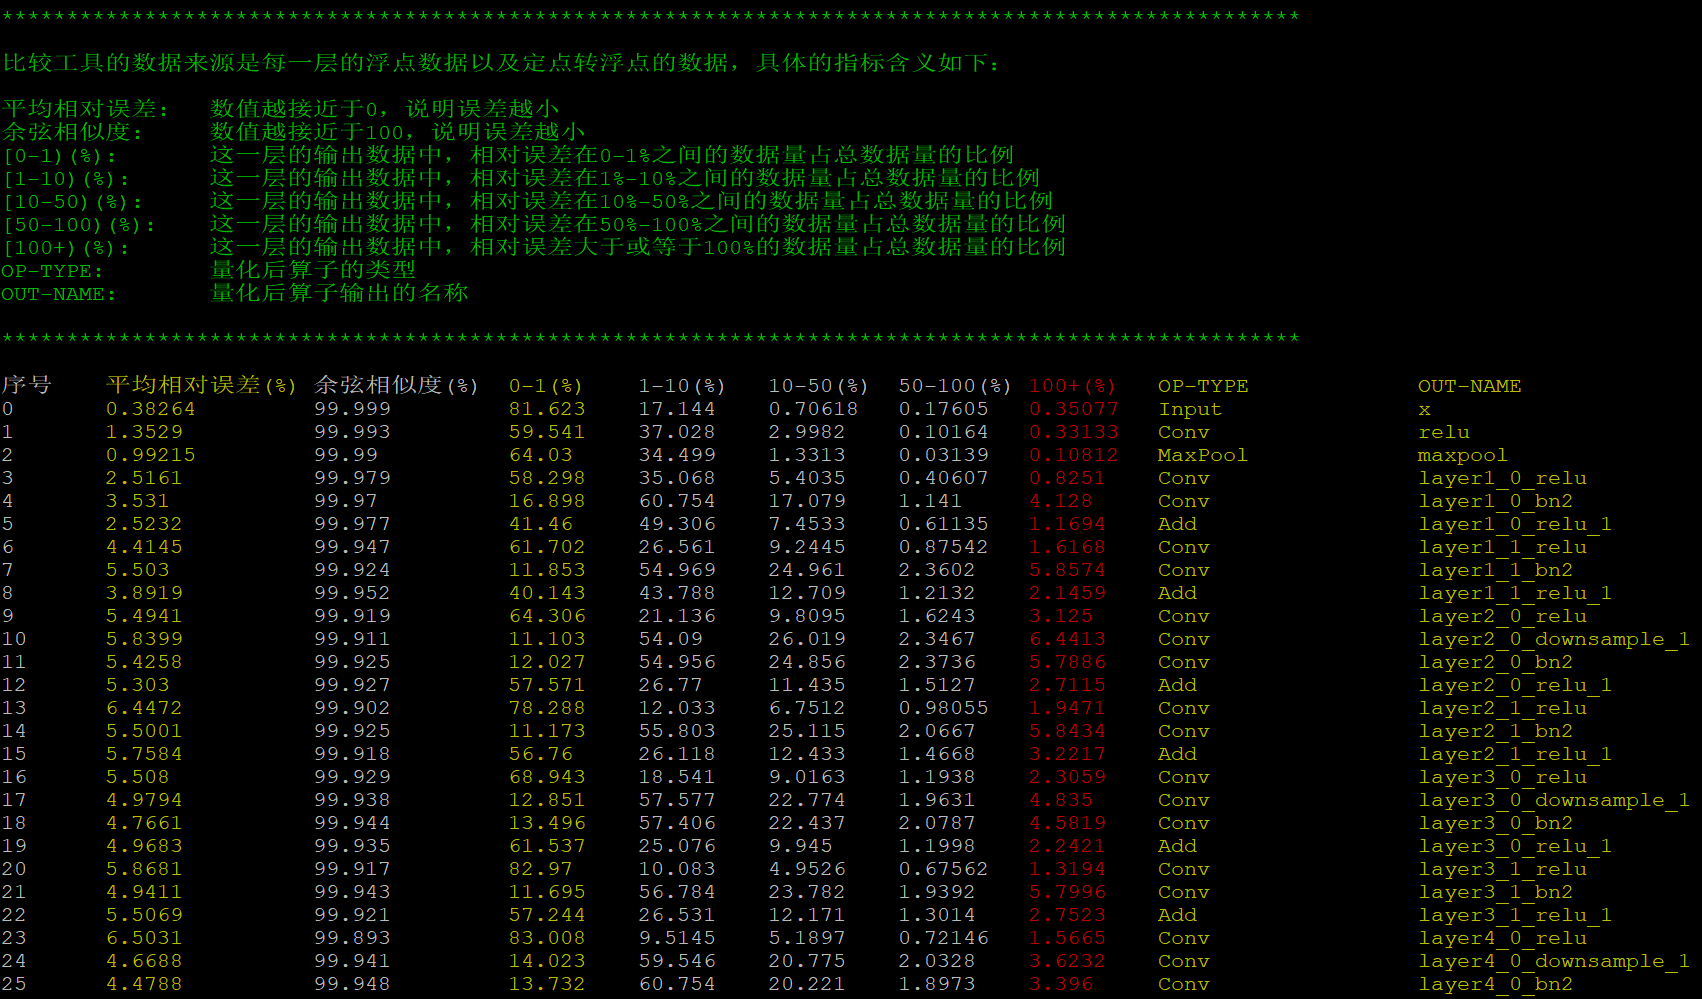 ****************************************************************************************************
比较工具的数据来源是每一层的浮点数据以及定点转浮点的数据，具体的指标含义如下：
平均相对误差： 数值越接近于0，说明误差越小
余弦相似度： 数值越接近于100，说明误差越小
[0-1)(%): 这一层的输出数据中，相对误差在0-1%之间的数据量占总数据量的比例
[1-10)(%): 这一层的输出数据中，相对误差在1%-10%之间的数据量占总数据量的比例
[10-50)(%): 这一层的输出数据中，相对误差在10%-50%之间的数据量占总数据量的比例
[50-100)(%): 这一层的输出数据中，相对误差在50%-100%之间的数据量占总数据量的比例
[100+)(%): 这一层的输出数据中，相对误差大于或等于100%的数据量占总数据量的比例
OP-TYPE: 量化后算子的类型
OUT-NAME: 量化后算子输出的名称
****************************************************************************************************
序号 平均相对误差(%) 余弦相似度(%) 0-1(%) 1-10(%) 10-50(%) 50-100(%) 100+(%) OP-TYPE OUT-NAME
0 0.38264 99.999 81.623 17.144 0.70618 0.17605 0.35077 Input x
1 1.3529 99.993 59.541 37.028 2.9982 0.10164 0.33133 Conv relu
2 0.99215 99.99 64.03 34.499 1.3313 0.03139 0.10812 MaxPool maxpool
3 2.5161 99.979 58.298 35.068 5.4035 0.40607 0.8251 Conv layer1_0_relu
4 3.531 99.97 16.898 60.754 17.079 1.141 4.128 Conv layer1_0_bn2
5 2.5232 99.977 41.46 49.306 7.4533 0.61135 1.1694 Add layer1_0_relu_1
6 4.4145 99.947 61.702 26.561 9.2445 0.87542 1.6168 Conv layer1_1_relu
7 5.503 99.924 11.853 54.969 24.961 2.3602 5.8574 Conv layer1_1_bn2
8 3.8919 99.952 40.143 43.788 12.709 1.2132 2.1459 Add layer1_1_relu_1
9 5.4941 99.919 64.306 21.136 9.8095 1.6243 3.125 Conv layer2_0_relu
10 5.8399 99.911 11.103 54.09 26.019 2.3467 6.4413 Conv layer2_0_downsample_1
11 5.4258 99.925 12.027 54.956 24.856 2.3736 5.7886 Conv layer2_0_bn2
12 5.303 99.927 57.571 26.77 11.435 1.5127 2.7115 Add layer2_0_relu_1
13 6.4472 99.902 78.288 12.033 6.7512 0.98055 1.9471 Conv layer2_1_relu
14 5.5001 99.925 11.173 55.803 25.115 2.0667 5.8434 Conv layer2_1_bn2
15 5.7584 99.918 56.76 26.118 12.433 1.4668 3.2217 Add layer2_1_relu_1
16 5.508 99.929 68.943 18.541 9.0163 1.1938 2.3059 Conv layer3_0_relu
17 4.9794 99.938 12.851 57.577 22.774 1.9631 4.835 Conv layer3_0_downsample_1
18 4.7661 99.944 13.496 57.406 22.437 2.0787 4.5819 Conv layer3_0_bn2
19 4.9683 99.935 61.537 25.076 9.945 1.1998 2.2421 Add layer3_0_relu_1
20 5.8681 99.917 82.97 10.083 4.9526 0.67562 1.3194 Conv layer3_1_relu
21 4.9411 99.943 11.695 56.784 23.782 1.9392 5.7996 Conv layer3_1_bn2
22 5.5069 99.921 57.244 26.531 12.171 1.3014 2.7523 Add layer3_1_relu_1
23 6.5031 99.893 83.008 9.5145 5.1897 0.72146 1.5665 Conv layer4_0_relu
24 4.6688 99.941 14.023 59.546 20.775 2.0328 3.6232 Conv layer4_0_downsample_1
25 4.4788 99.948 13.732 60.754 20.221 1.8973 3.396 Conv layer4_0_bn2